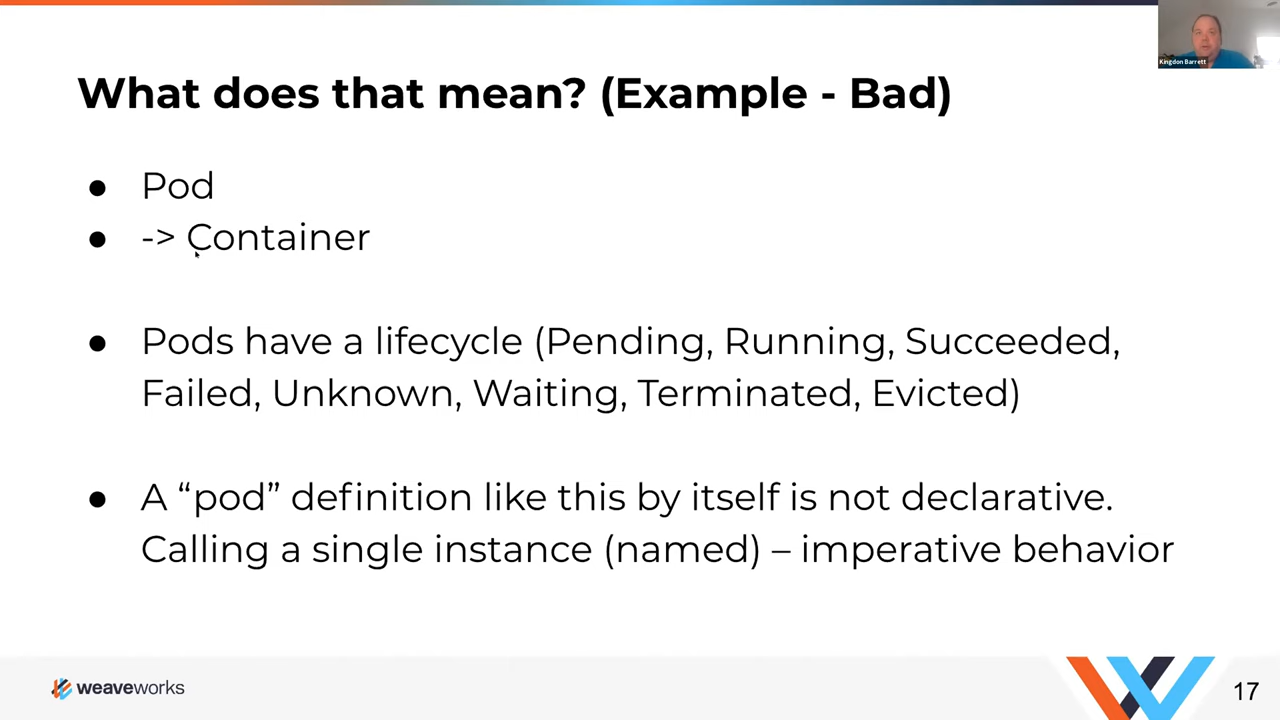 Kingdon Barrett
What does that mean? (Example - Bad)
● Pod
● -> Container
● Pods have a lifecycle (Pending, Running, Succeeded,
Failed, Unknown, Waiting, Terminated, Evicted)
● A “pod” definition like this by itself is not declarative.
Calling a single instance (named) – imperative behavior
weaveworks
17